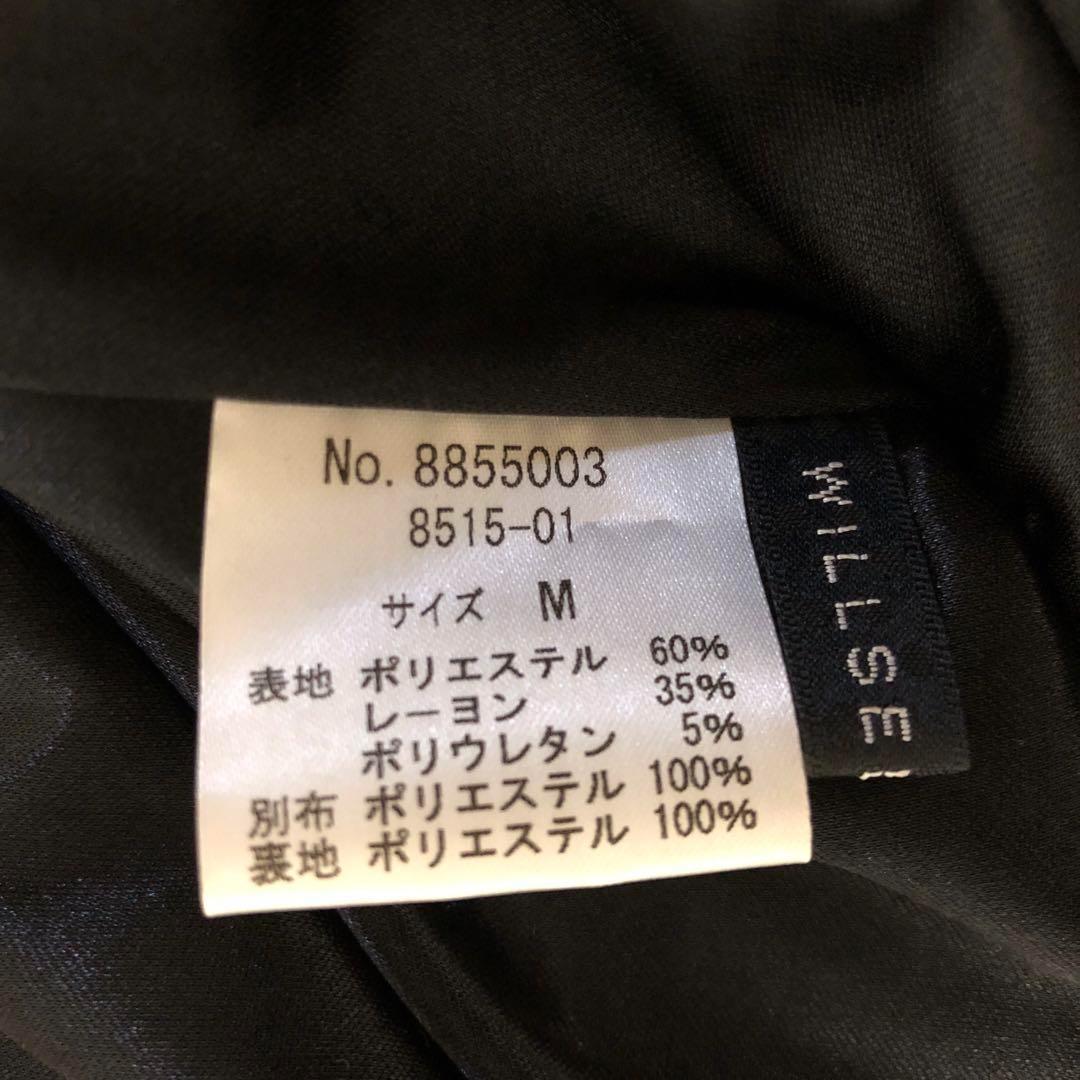 No. 8855003
8515-01
サイズ M
表地 ポリエステル 60%
レーヨン 35%
ポリウレタン 5%
別布 ポリエステル 100%
裏地 ポリエステル 100%
WILLSE